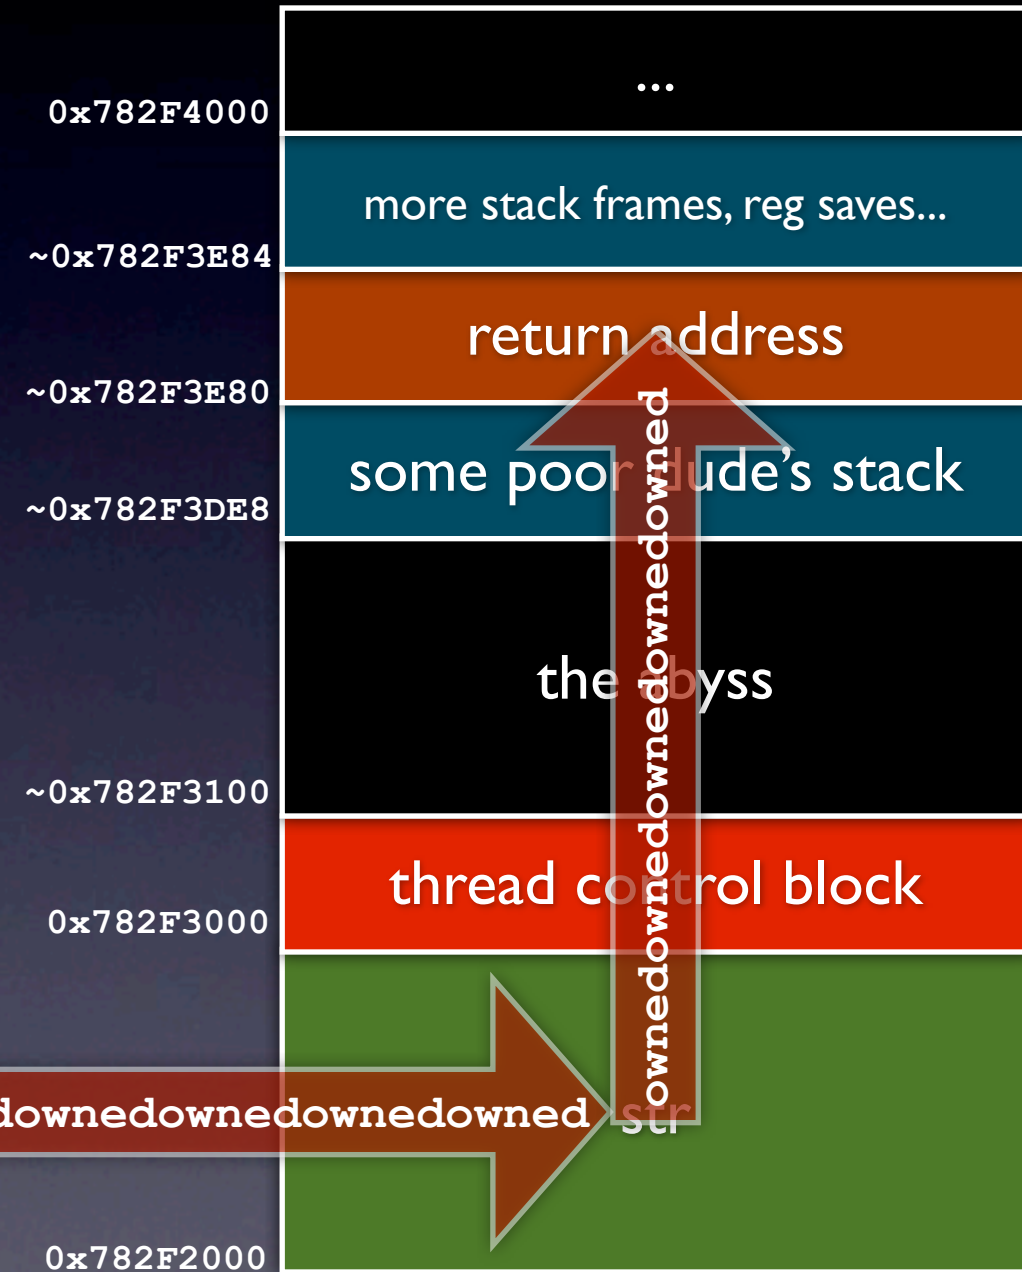 ...
0x782F4000
more stack frames, reg saves...
~0x782F3E84
return address
~0x782F3E80
some poor dude's stack
~0x782F3DE8
the abyss
~0x782F3100
thread control block
0x782F3000
ownedownedownedownedowned
downedownedownedowned
str
0x782F2000